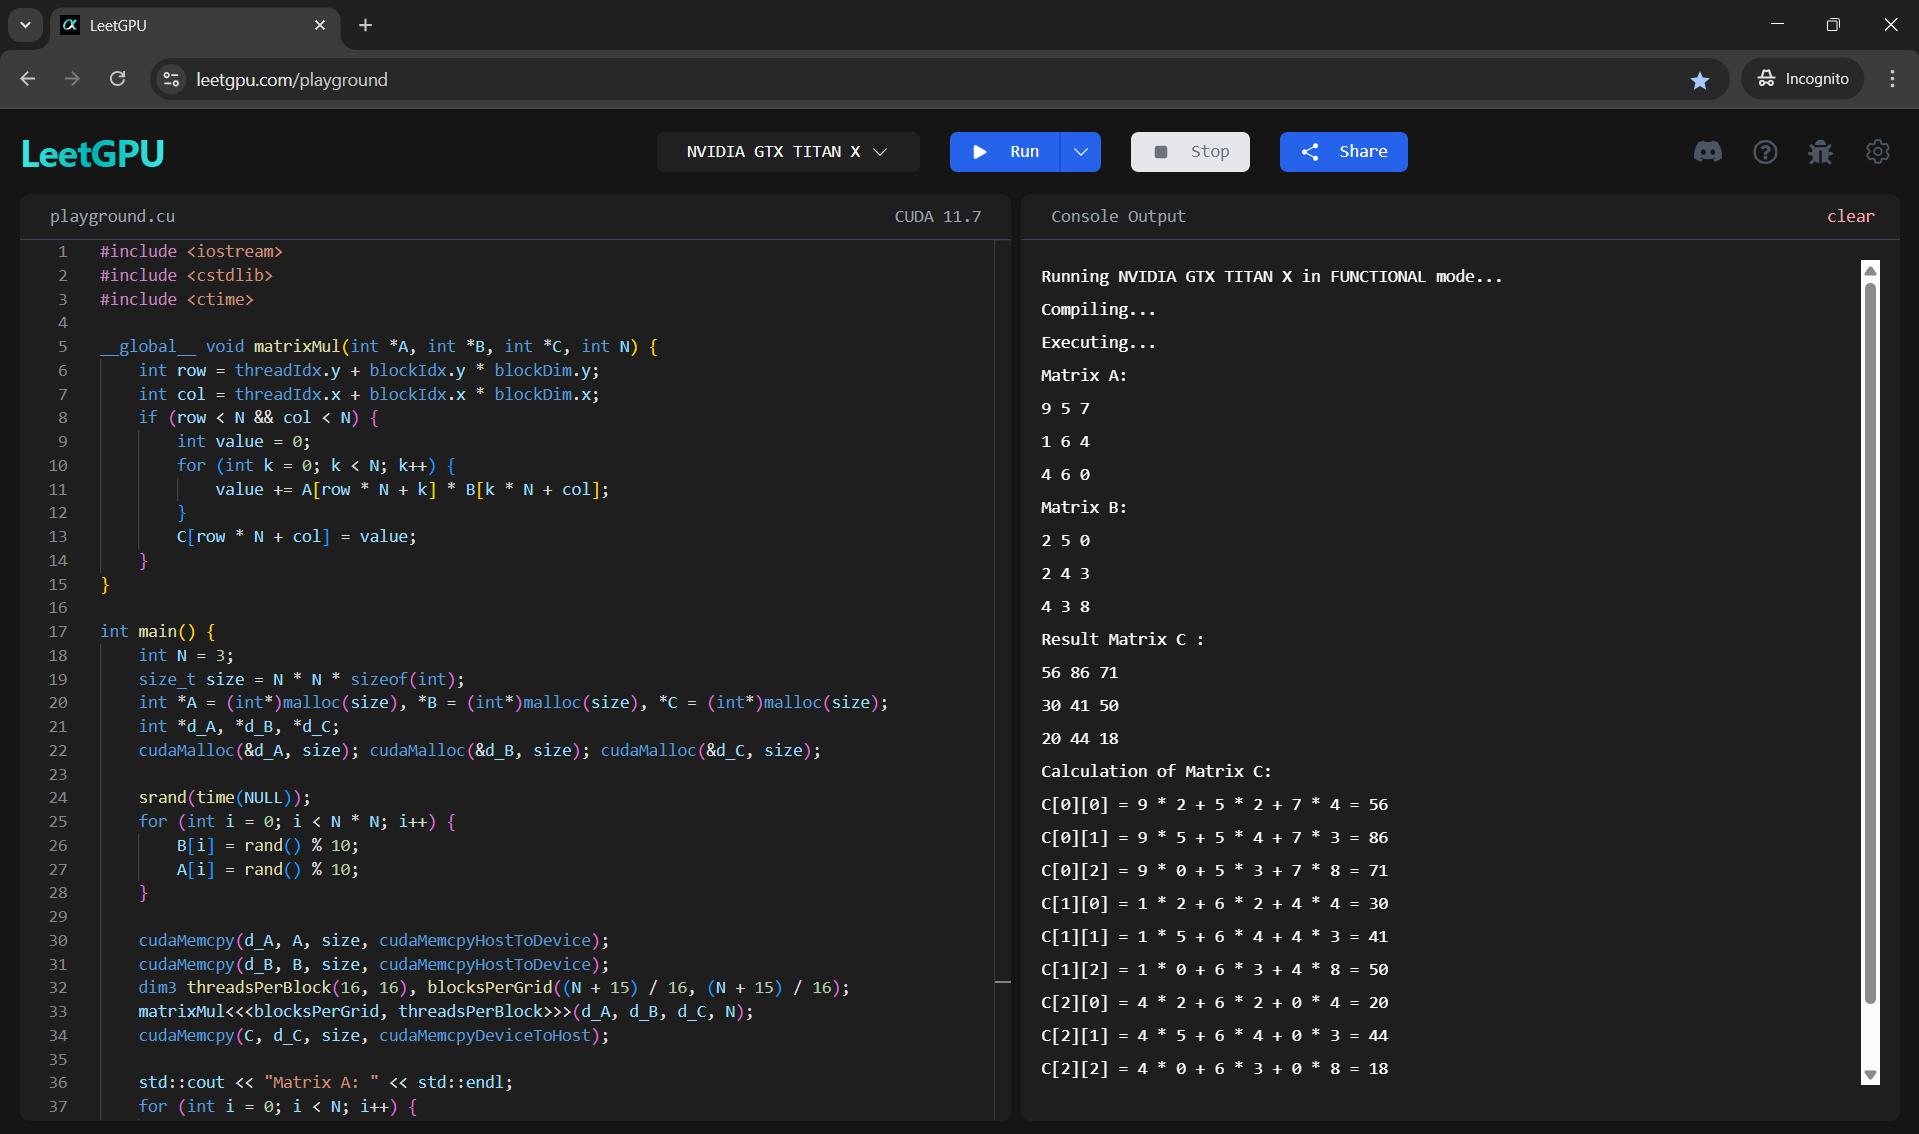 LeetGPU
leetgpu.com/playground
Incognito
LeetGPU
NVIDIA GTX TITAN X
Run
Stop
Share
playground.cu
CUDA 11.7
1 #include <iostream>
2 #include <cstdlib>
3 #include <ctime>
4
5 __global__ void matrixMul(int *A, int *B, int *C, int N) {
6     int row = threadIdx.y + blockIdx.y * blockDim.y;
7     int col = threadIdx.x + blockIdx.x * blockDim.x;
8     if (row < N && col < N) {
9         int value = 0;
10         for (int k = 0; k < N; k++) {
11             value += A[row * N + k] * B[k * N + col];
12         }
13         C[row * N + col] = value;
14     }
15 }
16
17 int main() {
18     int N = 3;
19     size_t size = N * N * sizeof(int);
20     int *A = (int*)malloc(size), *B = (int*)malloc(size), *C = (int*)malloc(size);
21     int *d_A, *d_B, *d_C;
22     cudaMalloc(&d_A, size); cudaMalloc(&d_B, size); cudaMalloc(&d_C, size);
23
24     srand(time(NULL));
25     for (int i = 0; i < N * N; i++) {
26         B[i] = rand() % 10;
27         A[i] = rand() % 10;
28     }
29
30     cudaMemcpy(d_A, A, size, cudaMemcpyHostToDevice);
31     cudaMemcpy(d_B, B, size, cudaMemcpyHostToDevice);
32     dim3 threadsPerBlock(16, 16), blocksPerGrid((N + 15) / 16, (N + 15) / 16);
33     matrixMul<<<blocksPerGrid, threadsPerBlock>>>(d_A, d_B, d_C, N);
34     cudaMemcpy(C, d_C, size, cudaMemcpyDeviceToHost);
35
36     std::cout << "Matrix A: " << std::endl;
37     for (int i = 0; i < N; i++) {
Console Output
clear
Running NVIDIA GTX TITAN X in FUNCTIONAL mode...
Compiling...
Executing...
Matrix A:
9 5 7
1 6 4
4 6 0
Matrix B:
2 5 0
2 4 3
4 3 8
Result Matrix C :
56 86 71
30 41 50
20 44 18
Calculation of Matrix C:
C[0][0] = 9 * 2 + 5 * 2 + 7 * 4 = 56
C[0][1] = 9 * 5 + 5 * 4 + 7 * 3 = 86
C[0][2] = 9 * 0 + 5 * 3 + 7 * 8 = 71
C[1][0] = 1 * 2 + 6 * 2 + 4 * 4 = 30
C[1][1] = 1 * 5 + 6 * 4 + 4 * 3 = 41
C[1][2] = 1 * 0 + 6 * 3 + 4 * 8 = 50
C[2][0] = 4 * 2 + 6 * 2 + 0 * 4 = 20
C[2][1] = 4 * 5 + 6 * 4 + 0 * 3 = 44
C[2][2] = 4 * 0 + 6 * 3 + 0 * 8 = 18